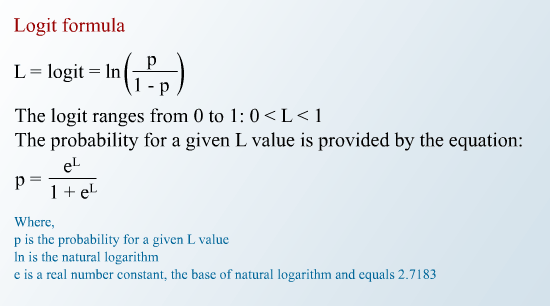 Logit formula
L = logit = ln(p / 1 - p)
The logit ranges from 0 to 1: 0 < L < 1
The probability for a given L value is provided by the equation:
p = e^L / 1 + e^L
Where,
p is the probability for a given L value
ln is the natural logarithm
e is a real number constant, the base of natural logarithm and equals 2.7183